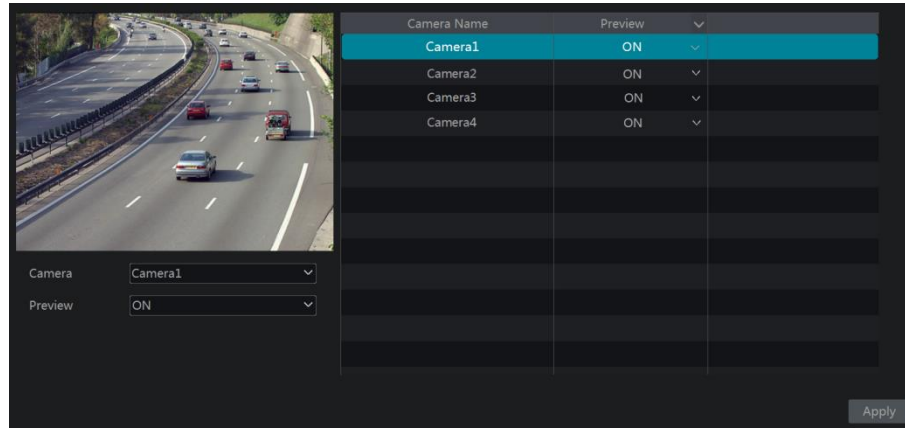 Camera Name Preview
Camera1 ON
Camera2 ON
Camera3 ON
Camera4 ON
Camera Camera1
Preview ON
Apply